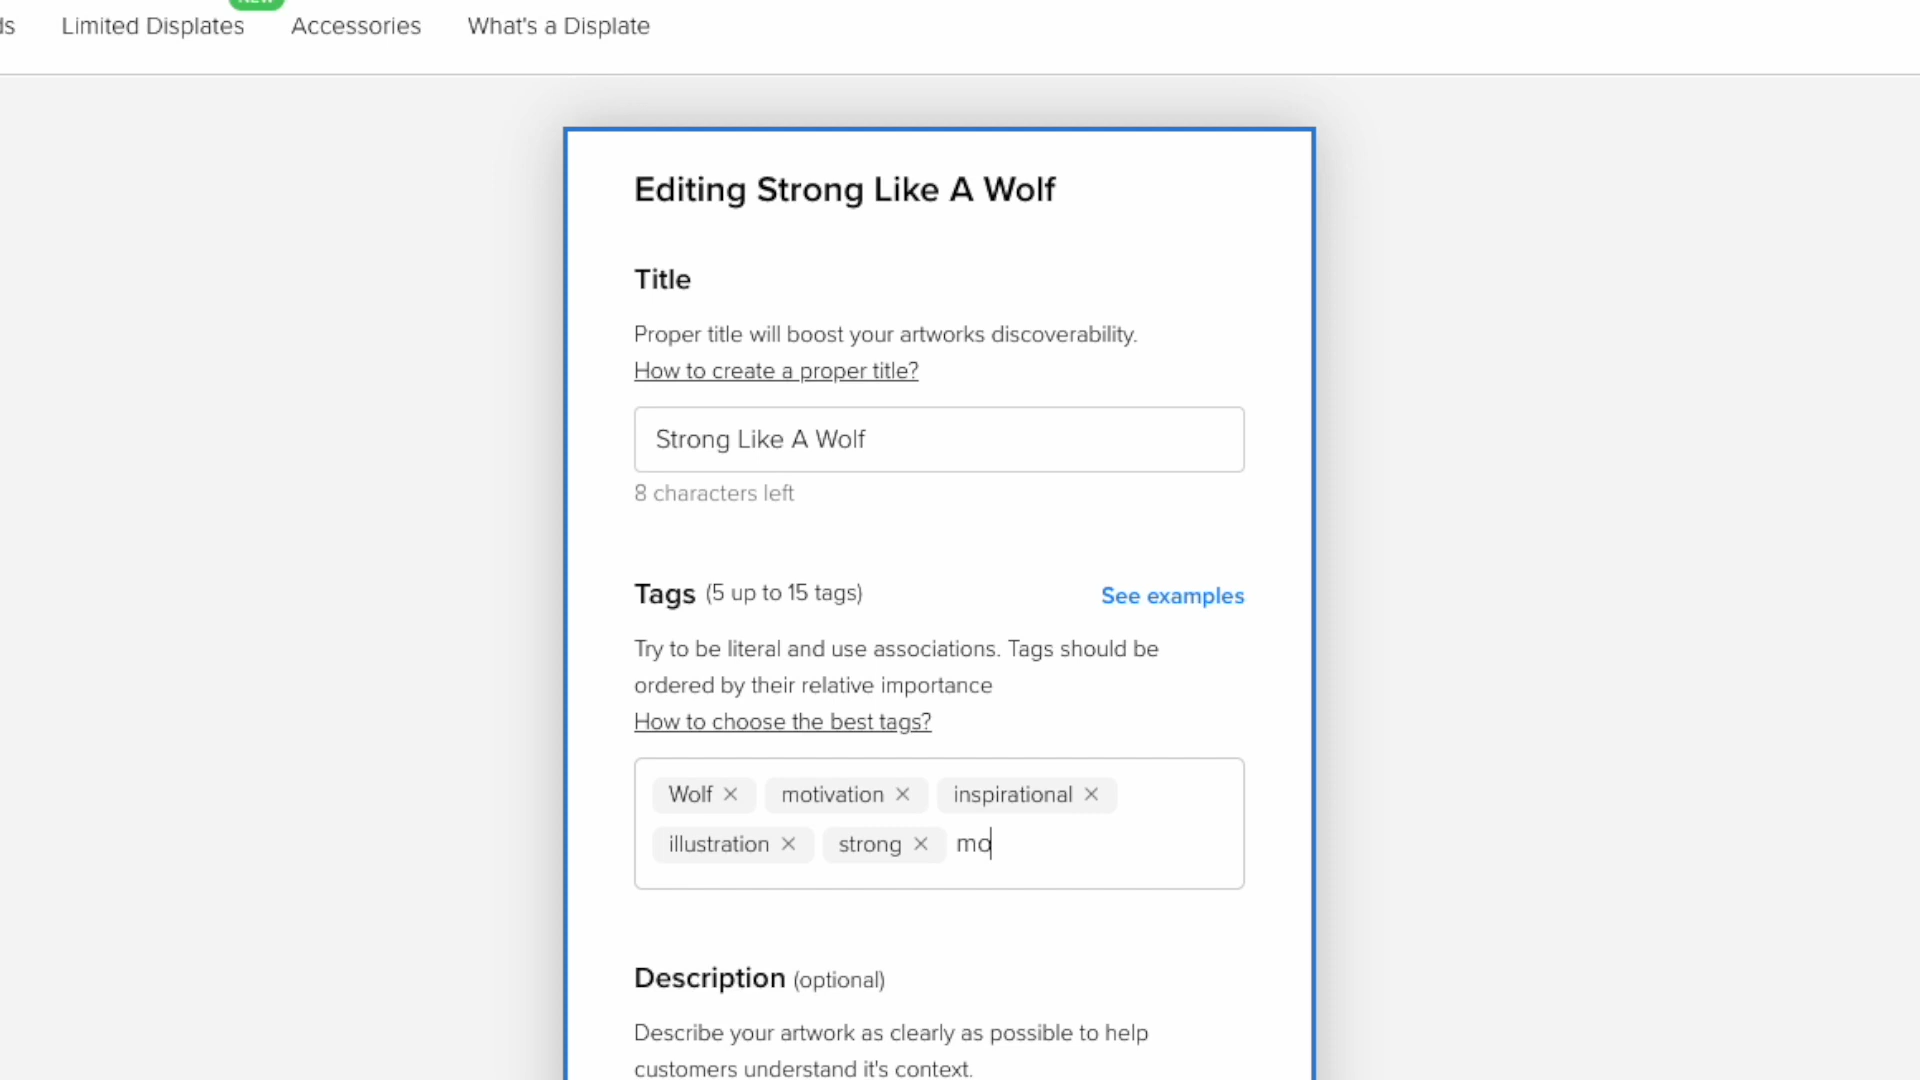 Limited Displates Accessories What's a Displate
Editing Strong Like A Wolf
Title
Proper title will boost your artworks discoverability.
How to create a proper title?
Strong Like A Wolf
8 characters left
Tags (5 up to 15 tags) See examples
Try to be literal and use associations. Tags should be
ordered by their relative importance
How to choose the best tags?
Wolf × motivation × inspirational ×
illustration × strong × mo
Description (optional)
Describe your artwork as clearly as possible to help
customers understand it's context.